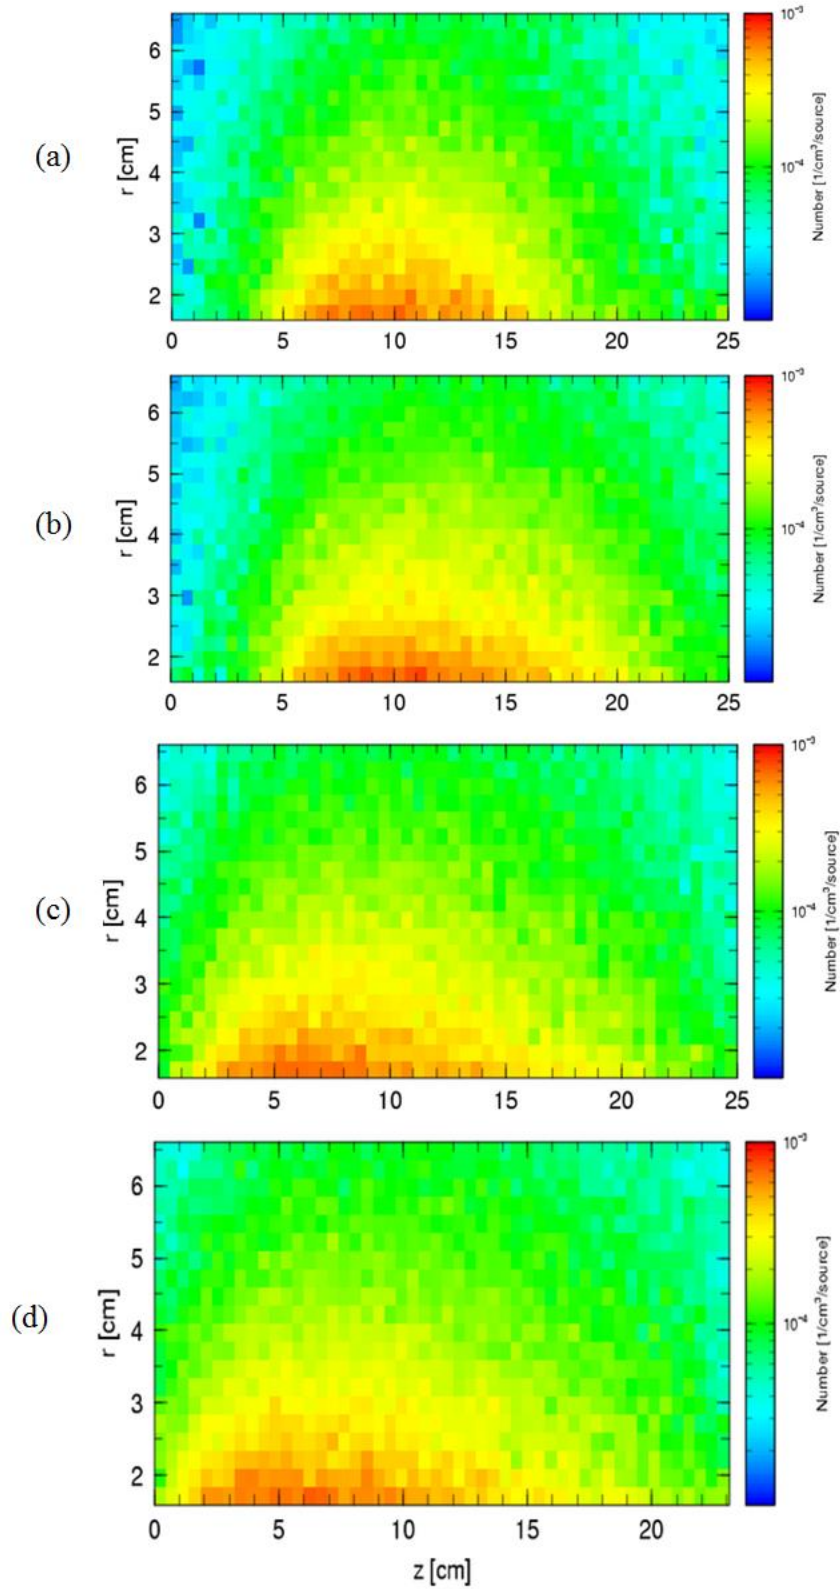 (a)
r [cm]
6
5
4
3
2
0 5 10 15 20 25
10⁻³
10⁻⁴
Number [1/cm³/source]
(b)
r [cm]
6
5
4
3
2
0 5 10 15 20 25
10⁻³
10⁻⁴
Number [1/cm³/source]
(c)
r [cm]
6
5
4
3
2
0 5 10 15 20 25
10⁻³
10⁻⁴
Number [1/cm³/source]
(d)
r [cm]
6
5
4
3
2
0 5 10 15 20
z [cm]
10⁻³
10⁻⁴
Number [1/cm³/source]